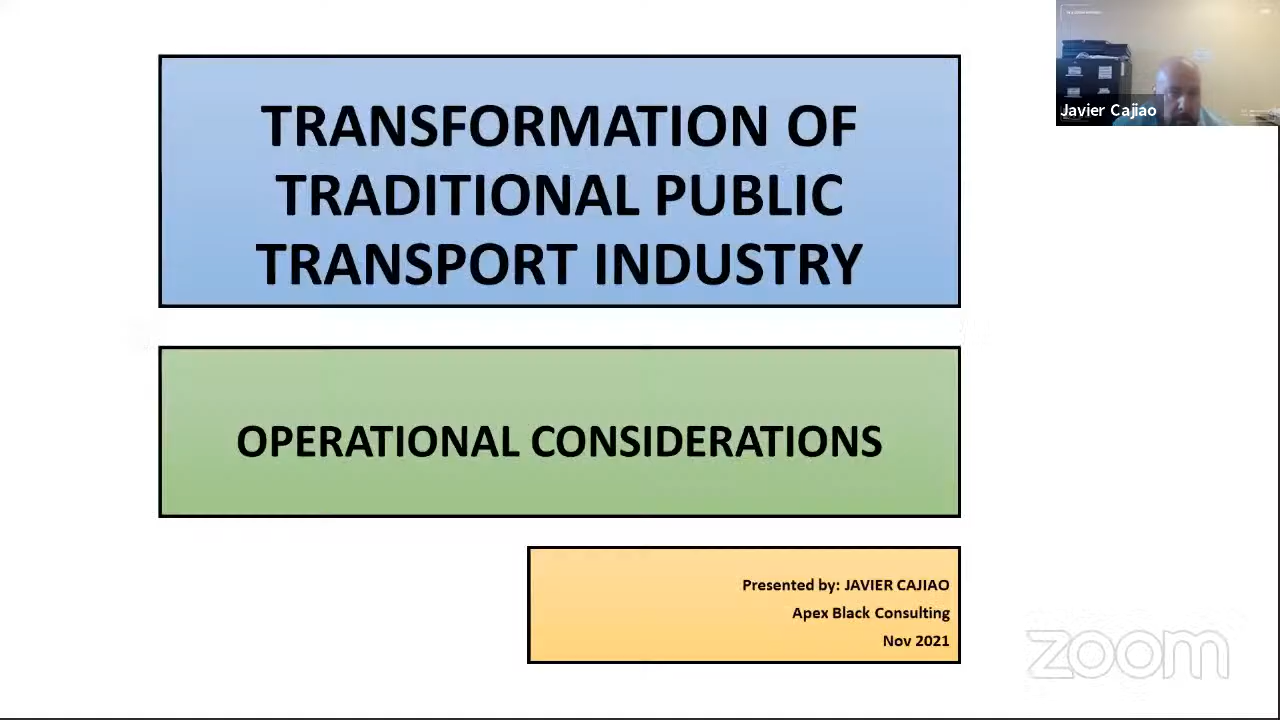 TRANSFORMATION OF
TRADITIONAL PUBLIC
TRANSPORT INDUSTRY
OPERATIONAL CONSIDERATIONS
Presented by: JAVIER CAJIAO
Apex Black Consulting
Nov 2021
Javier Cajiao
zoom